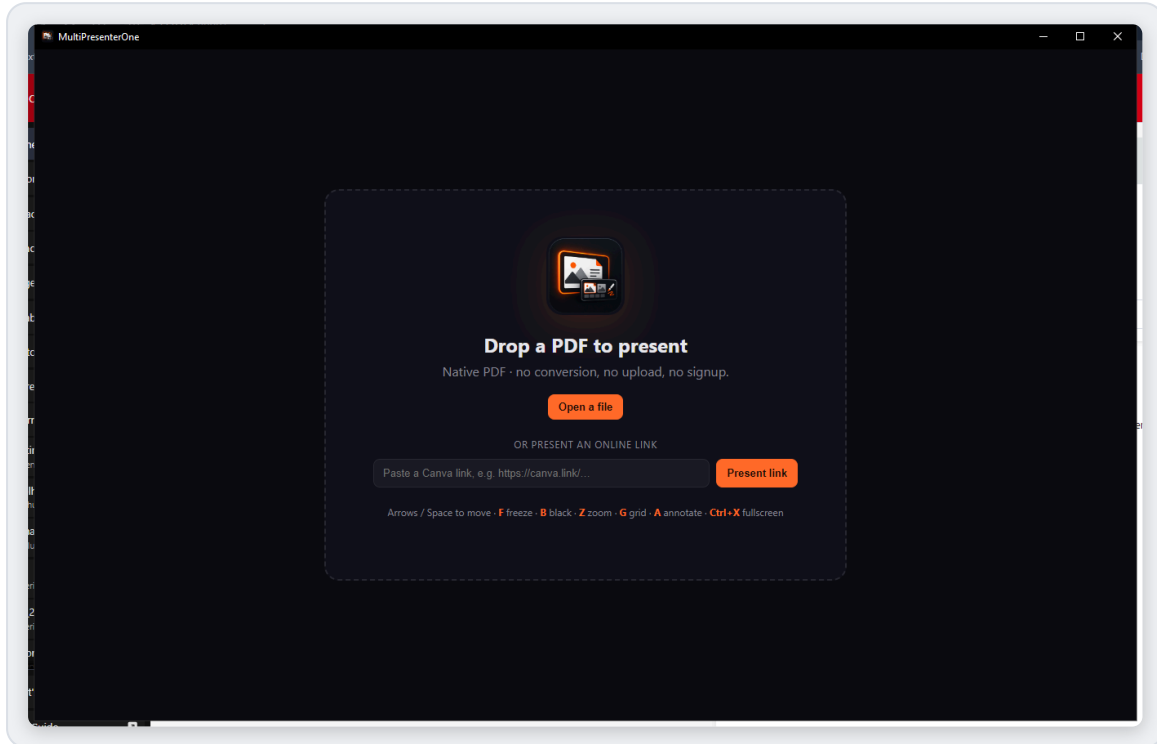 MultiPresenterOne
Drop a PDF to present
Native PDF · no conversion, no upload, no signup.
Open a file
OR PRESENT AN ONLINE LINK
Paste a Canva link, e.g. https://canva.link/...
Present link
Arrows / Space to move · F freeze · B black · Z zoom · G grid · A annotate · Ctrl+X fullscreen